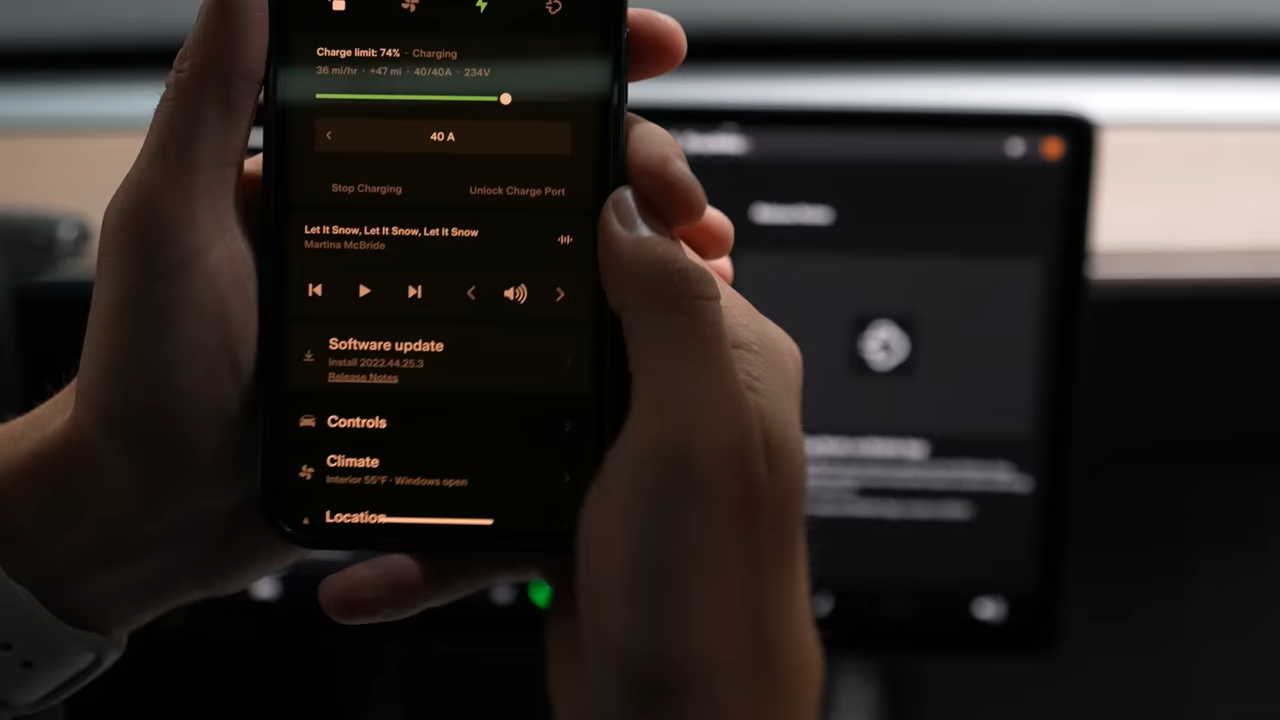 Charge limit: 74% · Charging
36 mi/hr · +47 mi · 40/40A · 234V
40 A
Stop Charging Unlock Charge Port
Let It Snow, Let It Snow, Let It Snow
Martina McBride
Software update
Install 2022.44.25.3
Release Notes
Controls
Climate
Interior 55°F · Windows open
Location